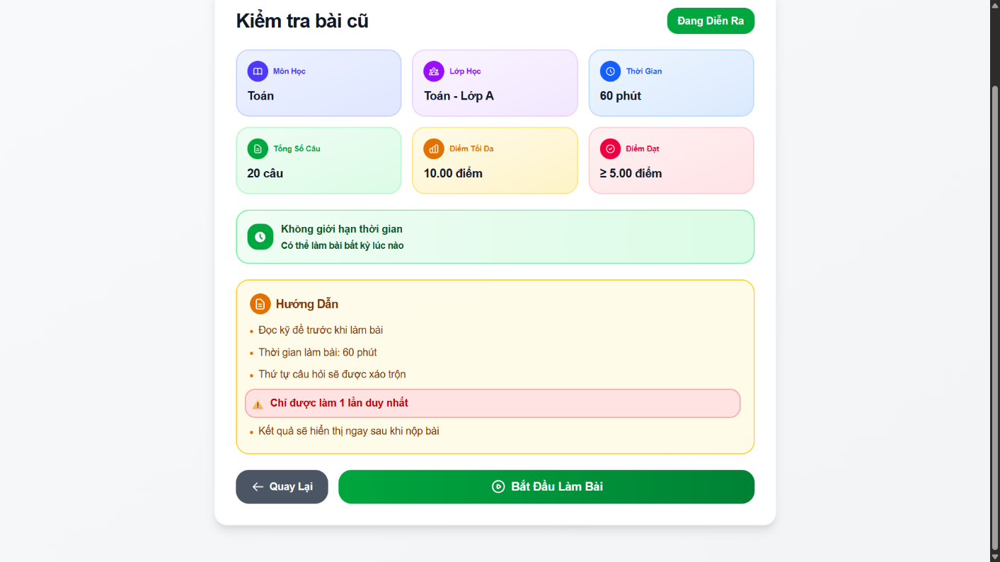 Kiểm tra bài cũ
Đang Diễn Ra
Môn Học
Toán
Lớp Học
Toán - Lớp A
Thời Gian
60 phút
Tổng Số Câu
20 câu
Điểm Tối Đa
10.00 điểm
Điểm Đạt
≥ 5.00 điểm
Không giới hạn thời gian
Có thể làm bài bất kỳ lúc nào
Hướng Dẫn
• Đọc kỹ đề trước khi làm bài
• Thời gian làm bài: 60 phút
• Thứ tự câu hỏi sẽ được xáo trộn
Chỉ được làm 1 lần duy nhất
• Kết quả sẽ hiển thị ngay sau khi nộp bài
Quay Lại
Bắt Đầu Làm Bài